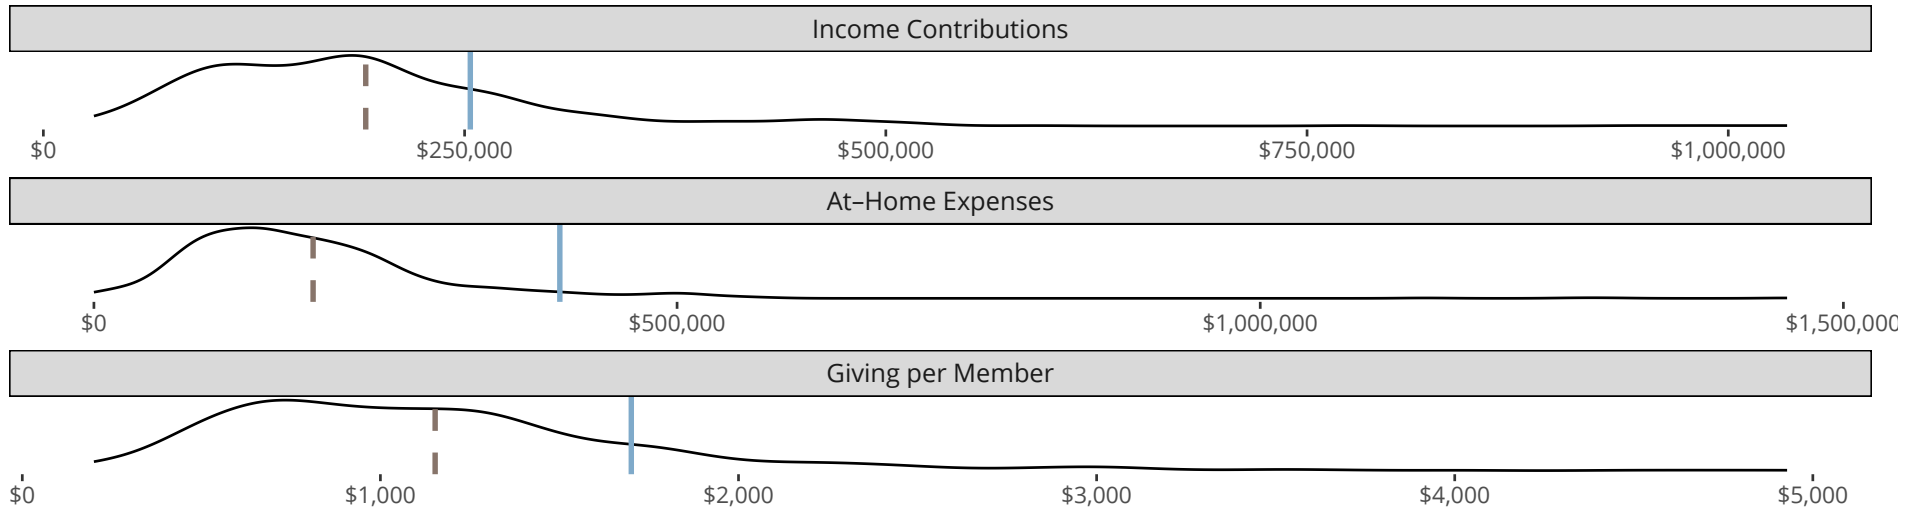 Income Contributions
$0 $250,000 $500,000 $750,000 $1,000,000
At–Home Expenses
$0 $500,000 $1,000,000 $1,500,000
Giving per Member
$0 $1,000 $2,000 $3,000 $4,000 $5,000